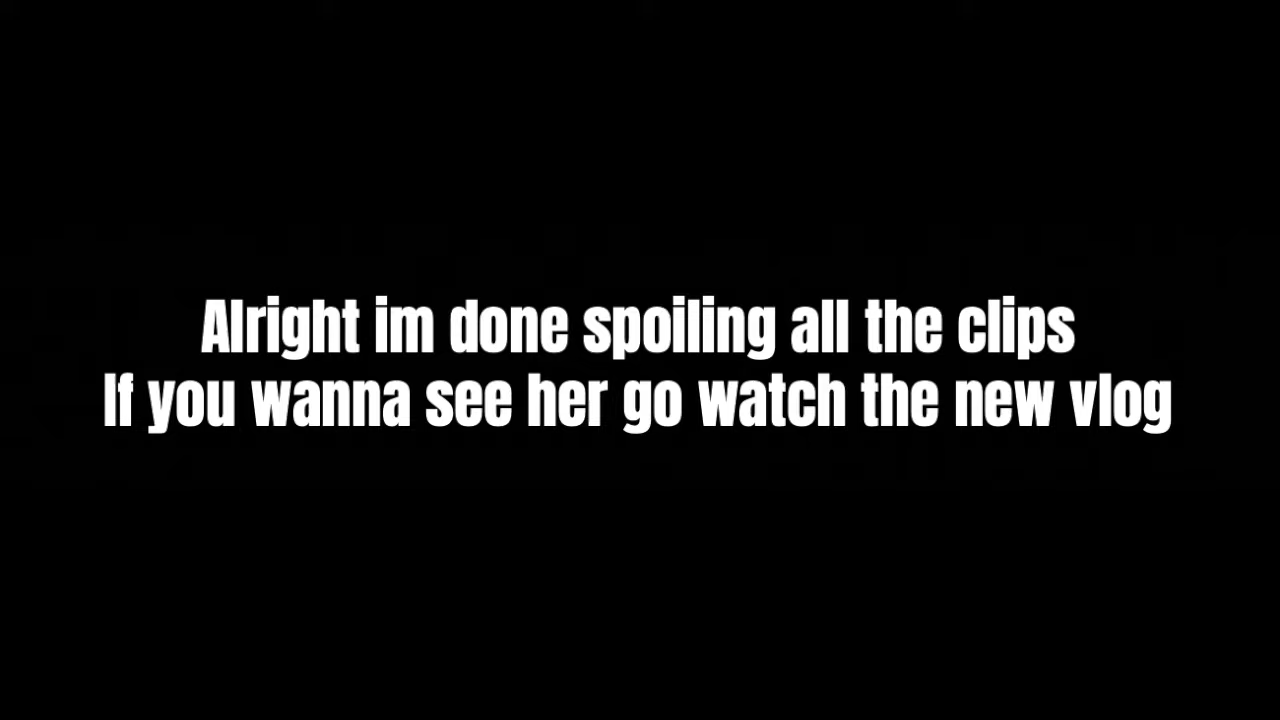 Alright im done spoiling all the clips
If you wanna see her go watch the new vlog